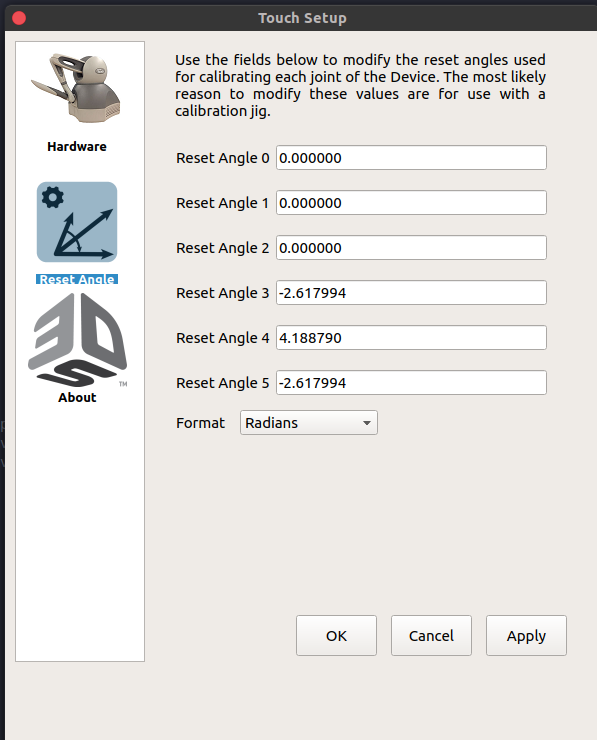 Touch Setup
Use the fields below to modify the reset angles used
for calibrating each joint of the Device. The most likely
reason to modify these values are for use with a
calibration jig.
Hardware
Reset Angle
3DS
™
About
Reset Angle 0 0.000000
Reset Angle 1 0.000000
Reset Angle 2 0.000000
Reset Angle 3 -2.617994
Reset Angle 4 4.188790
Reset Angle 5 -2.617994
Format Radians
OK Cancel Apply